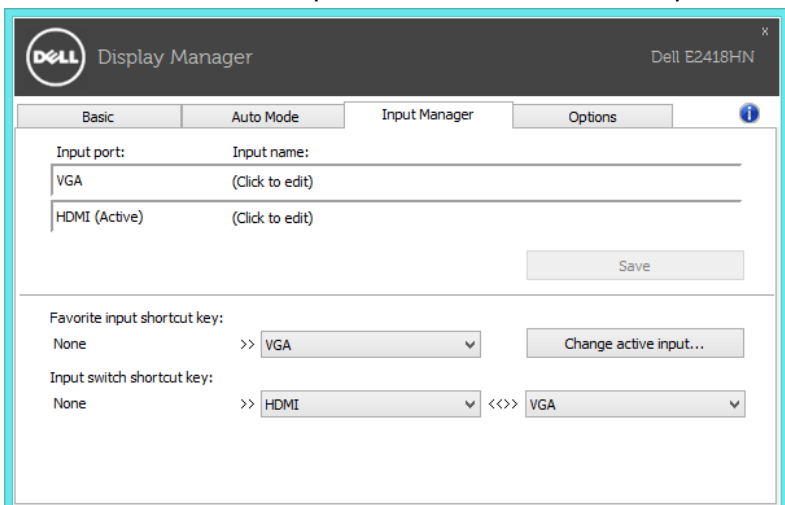 DELL Display Manager Dell E2418HN x
Basic Auto Mode Input Manager Options i
Input port: Input name:
VGA (Click to edit)
HDMI (Active) (Click to edit)
Save
Favorite input shortcut key:
None >> VGA Change active input...
Input switch shortcut key:
None >> HDMI <<>> VGA